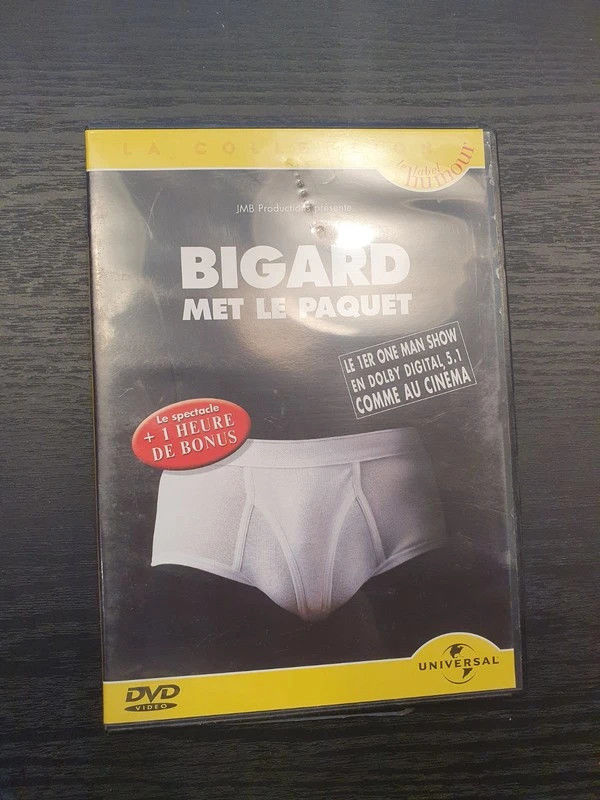 LA COLLECTION
le label
humour
JMB Productions présente
BIGARD
MET LE PAQUET
LE 1ER ONE MAN SHOW
EN DOLBY DIGITAL 5.1
COMME AU CINEMA
Le spectacle
+ 1 HEURE
DE BONUS
UNIVERSAL
DVD
VIDEO